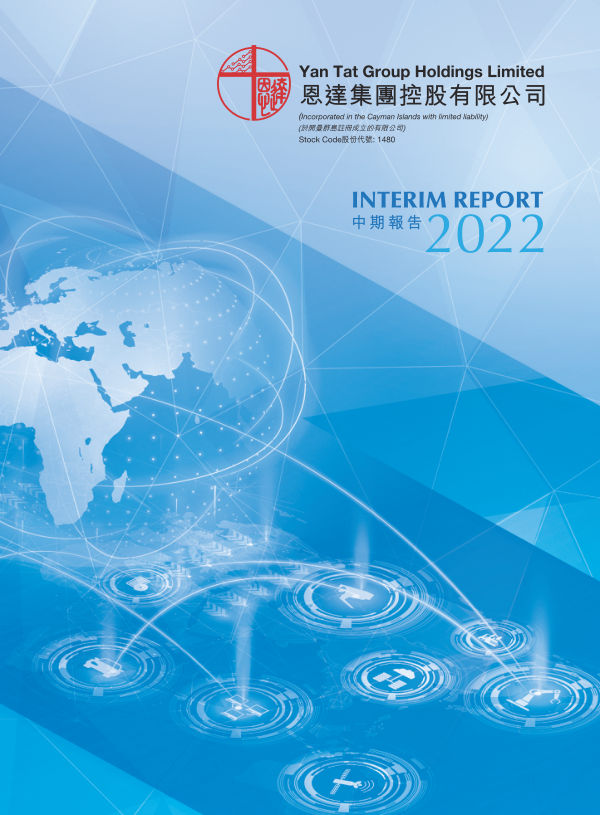 恩達
Yan Tat Group Holdings Limited
恩達集團控股有限公司
(Incorporated in the Cayman Islands with limited liability)
(於開曼群島註冊成立的有限公司)
Stock Code股份代號: 1480
INTERIM REPORT
中期報告 2022